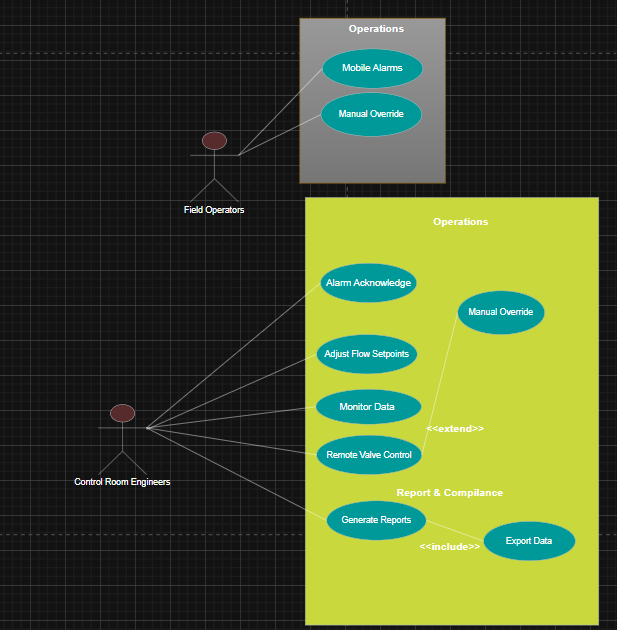 Operations
Mobile Alarms
Manual Override
Field Operators
Operations
Alarm Acknowledge
Manual Override
Adjust Flow Setpoints
Monitor Data
<<extend>>
Remote Valve Control
Control Room Engineers
Report & Compilance
Generate Reports
Export Data
<<include>>